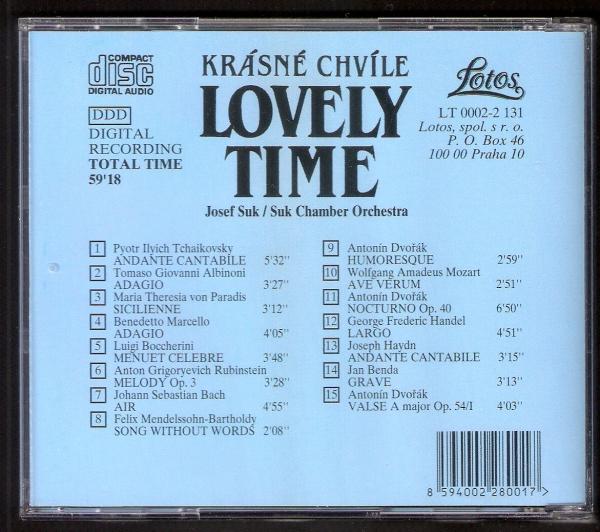 COMPACT
disc
DIGITAL AUDIO
DDD
DIGITAL
RECORDING
TOTAL TIME
59'18
KRÁSNÉ CHVÍLE
LOVELY
TIME
Josef Suk / Suk Chamber Orchestra
Lotos
LT 0002-2 131
Lotos, spol. s r. o.
P. O. Box 46
100 00 Praha 10
1 Pyotr Ilyich Tchaikovsky
ANDANTE CANTABILE 5'32''
2 Tomaso Giovanni Albinoni
ADAGIO 3'27''
3 Maria Theresia von Paradis
SICILIENNE 3'12''
4 Benedetto Marcello
ADAGIO 4'05''
5 Luigi Boccherini
MENUET CELEBRE 3'48''
6 Anton Grigoryevich Rubinstein
MELODY Op. 3 3'28''
7 Johann Sebastian Bach
AIR 4'55''
8 Felix Mendelssohn-Bartholdy
SONG WITHOUT WORDS 2'08''
9 Antonín Dvořák
HUMORESQUE 2'59''
10 Wolfgang Amadeus Mozart
AVE VERUM 2'51''
11 Antonín Dvořák
NOCTURNO Op. 40 6'50''
12 George Frederic Handel
LARGO 4'51''
13 Joseph Haydn
ANDANTE CANTABILE 3'15''
14 Jan Benda
GRAVE 3'13''
15 Antonín Dvořák
VALSE A major Op. 54/I 4'03''
8 594002 280017 >